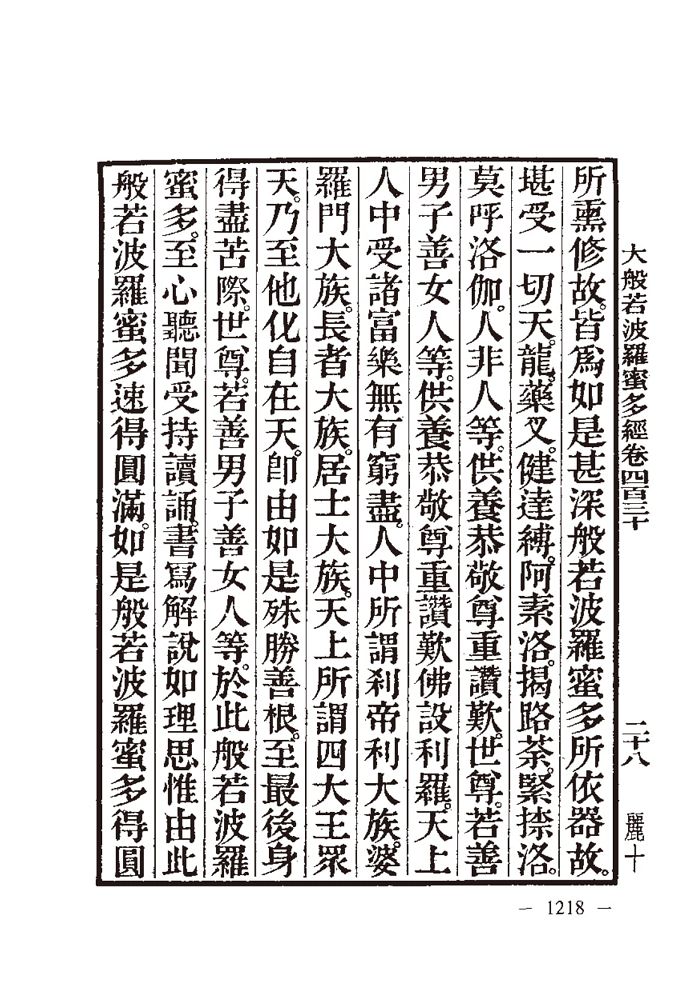 大般若波羅蜜多經卷四百三十
二十八
麗十
所熏修故。皆爲如是甚深般若波羅蜜多所依器故。
堪受一切天。龍。藥叉。健達縛。阿素洛。揭路荼。緊捺洛。
莫呼洛伽。人非人等。供養恭敬尊重讚歎。世尊。若善
男子善女人等。供養恭敬尊重讚歎佛設利羅。天上
人中受諸富樂無有窮盡。人中所謂刹帝利大族。婆
羅門大族。長者大族。居士大族。天上所謂四大王眾
天。乃至他化自在天。卽由如是殊勝善根。至最後身
得盡苦際。世尊。若善男子善女人等。於此般若波羅
蜜多。至心聽聞受持讀誦。書寫解說如理思惟由此
般若波羅蜜多速得圓滿。如是般若波羅蜜多得圓
— 1218 —